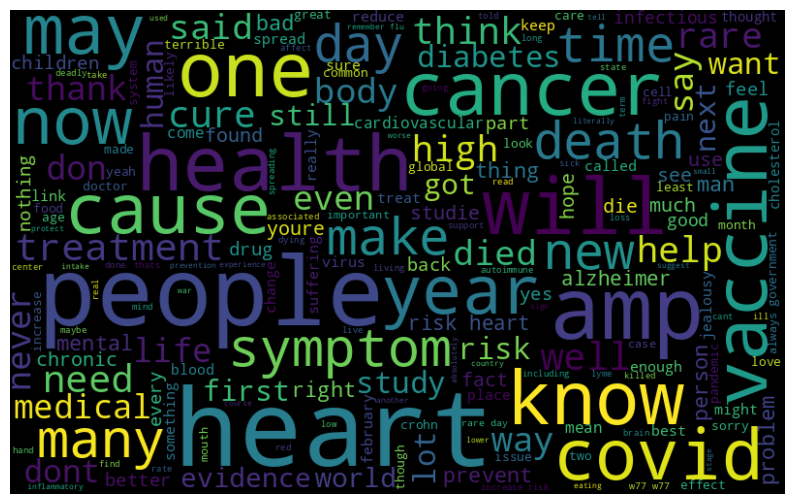 may
said
bad
day
think
time
infectious
rare
used
great
told
remember flu
terrible
spread
reduce
care
tell
thought
children
human
one
affect
sure
long
keep
state
want
deadly
take
system
likely
common
cancer
diabetes
term
cell
fight
say
next
feel
thank
now
cure
still
body
cardiovascular
part
literally
pain
come
found
made
yeah
really
look
death
vaccine
cholesterol
don
health
high
global
worse
going
called
sick
small
use
see
nothing
doctor
flink
food
age
protect
cause
spreading
even
got
thing
read
hope
will
die
man
least
month
much
good
associated
important
studie
loss
youre
make
dying
support
treatment
drug
treat
died
new
help
never
center
intake
done
thats
prevention
experience
virus
living
back
autoimmune
suggest
people
year
amp
alzheimer
jealousy
always government
real
mind
war
change
suffering
yes
increase
maybe
live
risk heart
case
cant
ill
chronic
mental
life
symptom
risk
well
person
pandemic
love
blood
absolutely
country
including
lyme
killed
enough
need
every
something
first
right
study
another
fact
place
sign
might
medical
heart
know
mean
brain
best
sorry
problem
many
mouth
course
low
february
crohn
rare day
way
issue
two
covid
effect
hand
find
red
though
lot
lower
stage
dont
better
evidence
world
prevent
w77 w77
inflammatory
rate
increase risk
eating